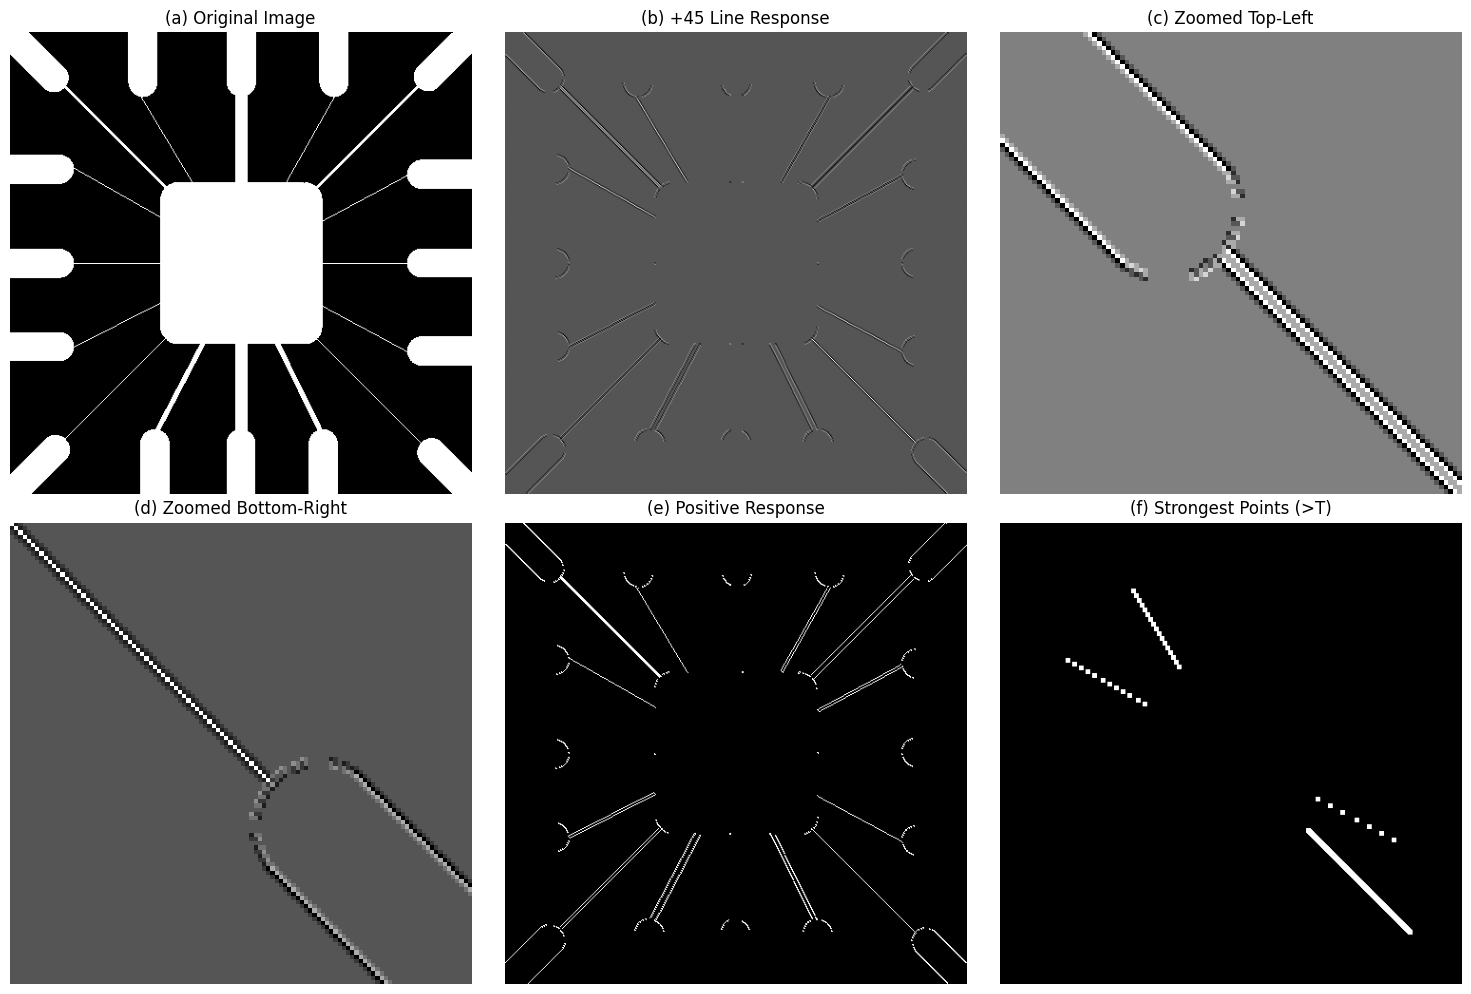 (a) Original Image
(b) +45 Line Response
(c) Zoomed Top-Left
(d) Zoomed Bottom-Right
(e) Positive Response
(f) Strongest Points (>T)